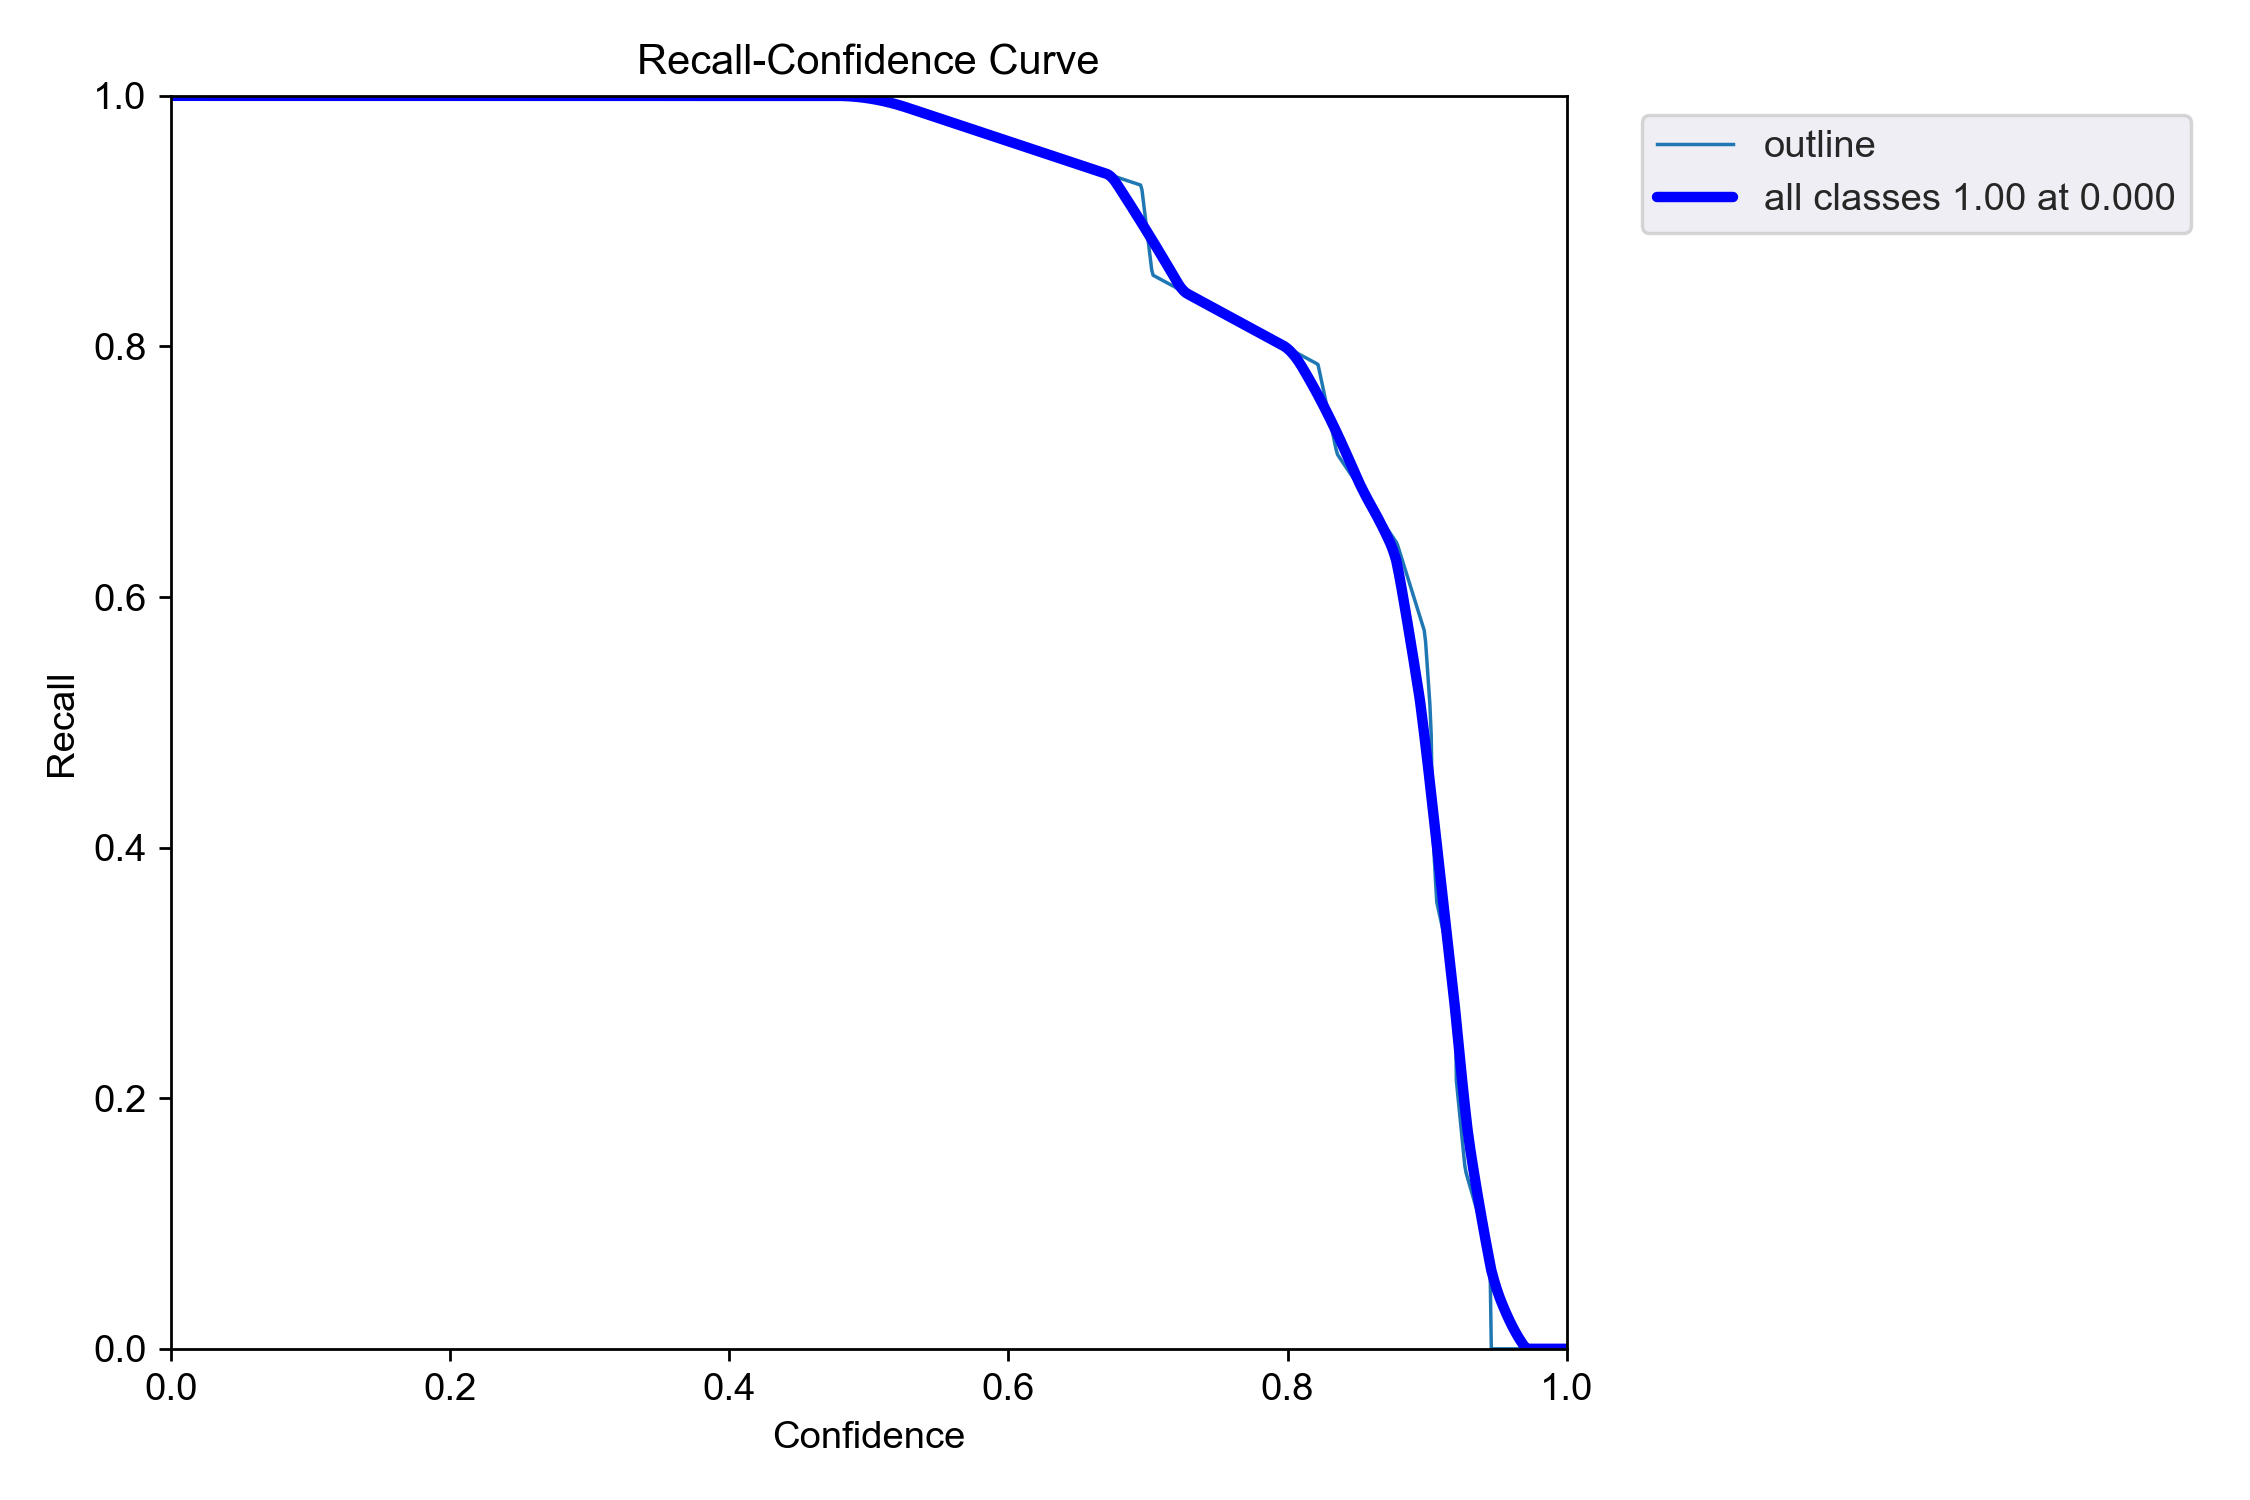 Recall-Confidence Curve
1.0
0.8
0.6
0.4
0.2
0.0
Recall
0.0 0.2 0.4 0.6 0.8 1.0
Confidence
outline
all classes 1.00 at 0.000